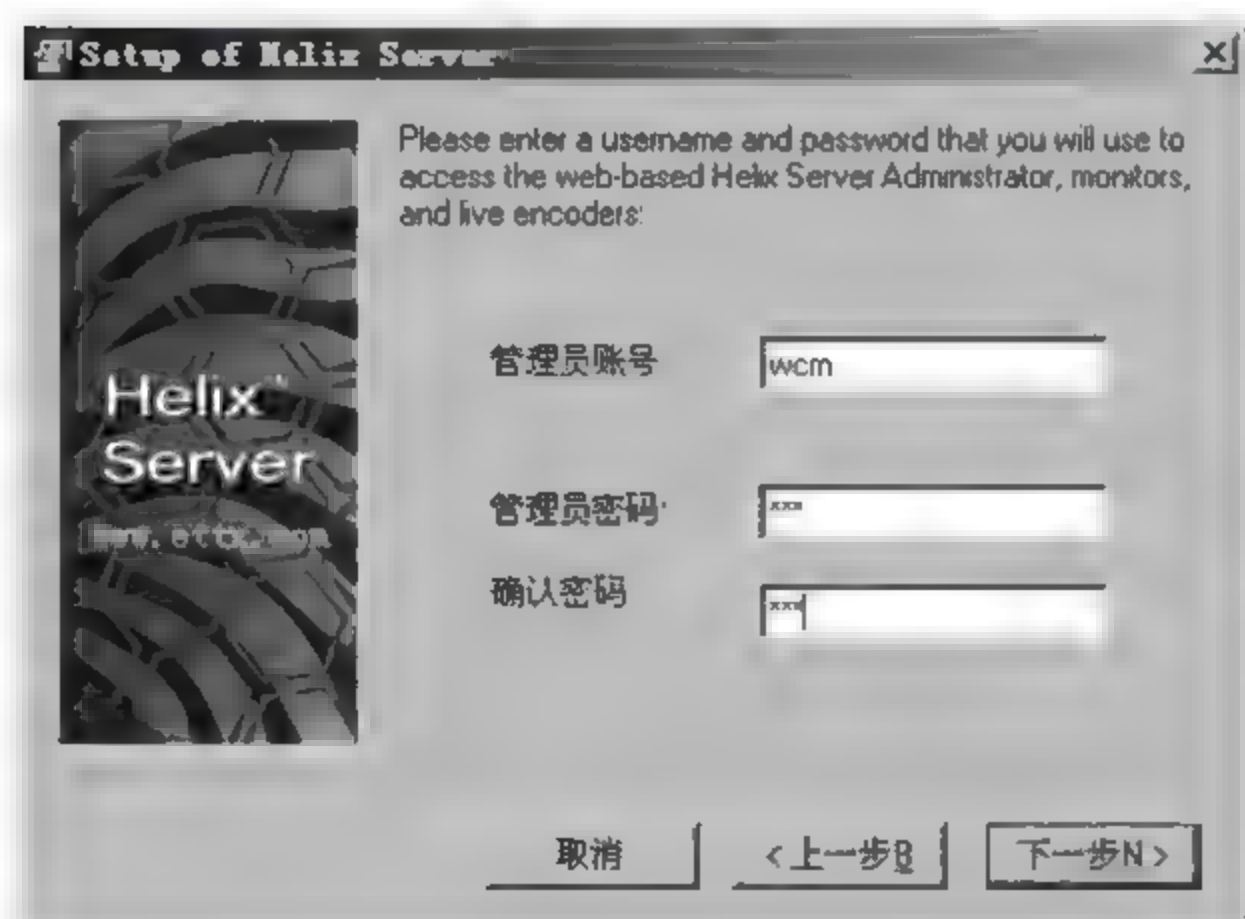 Setup of Helix Server
Please enter a username and password that you will use to
access the web-based Helix Server Administrator, monitors,
and live encoders:
管理员账号
wcm
管理员密码:
***
确认密码
***
Helix™
Server
取消
<上一步B
下一步N>